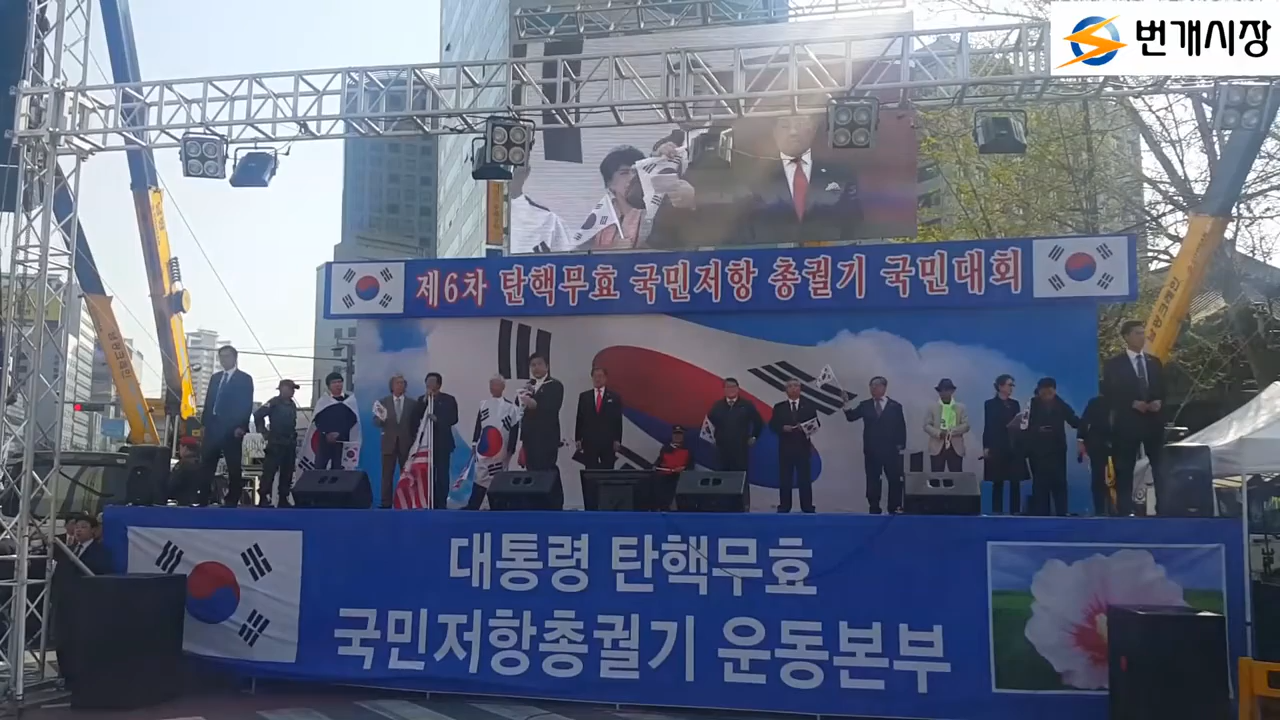 번개시장
제6차 탄핵무효 국민저항 총궐기 국민대회
대통령 탄핵무효
국민저항총궐기 운동본부